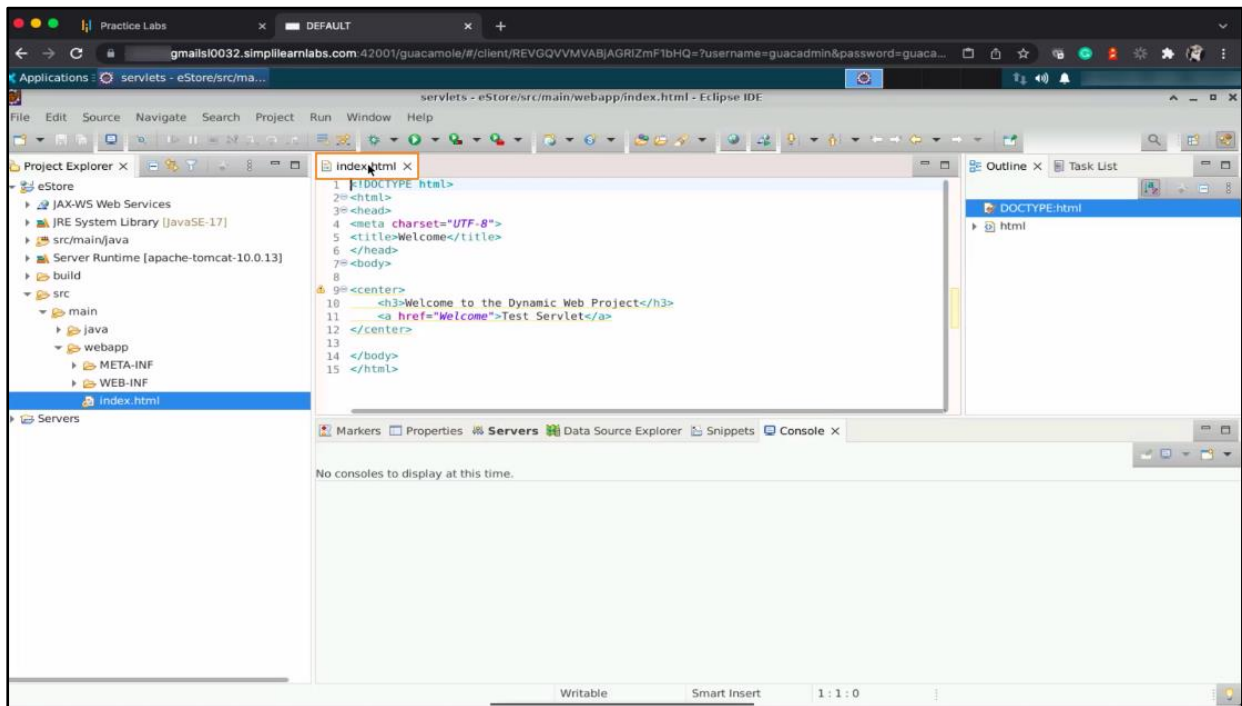 Practice Labs
DEFAULT
gmailsl0032.simplilearnlabs.com:42001/guacamole/#/client/REVGQVVMVABjAGRlZmF1bHQ=?username=guacadmin&password=guaca...
Applications : servlets - eStore/src/ma...
servlets - eStore/src/main/webapp/index.html - Eclipse IDE
File Edit Source Navigate Search Project Run Window Help
Project Explorer
eStore
JAX-WS Web Services
JRE System Library [JavaSE-17]
src/main/java
Server Runtime [apache-tomcat-10.0.13]
build
src
main
java
webapp
META-INF
WEB-INF
index.html
Servers
index.html
1 <!DOCTYPE html>
2 <html>
3 <head>
4 <meta charset="UTF-8">
5 <title>Welcome</title>
6 </head>
7 <body>
8
9 <center>
10 <h3>Welcome to the Dynamic Web Project</h3>
11 <a href="Welcome">Test Servlet</a>
12 </center>
13
14 </body>
15 </html>
Outline Task List
DOCTYPE:html
html
Markers Properties Servers Data Source Explorer Snippets Console
No consoles to display at this time.
Writable Smart Insert 1 : 1 : 0